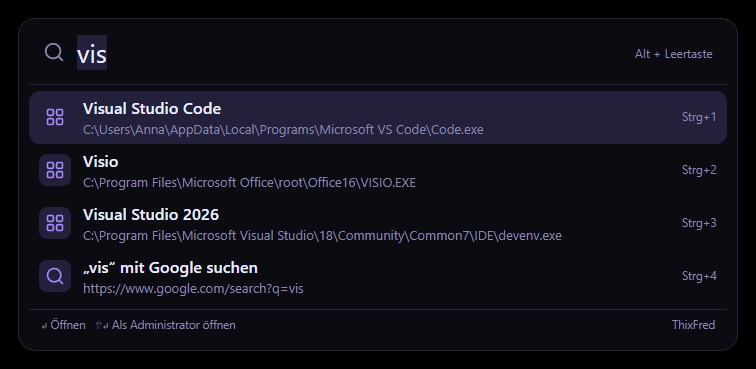 vis
Alt + Leertaste
Visual Studio Code
C:\Users\Anna\AppData\Local\Programs\Microsoft VS Code\Code.exe
Strg+1
Visio
C:\Program Files\Microsoft Office\root\Office16\VISIO.EXE
Strg+2
Visual Studio 2026
C:\Program Files\Microsoft Visual Studio\18\Community\Common7\IDE\devenv.exe
Strg+3
„vis“ mit Google suchen
https://www.google.com/search?q=vis
Strg+4
↲ Öffnen ⇧↲ Als Administrator öffnen
ThixFred